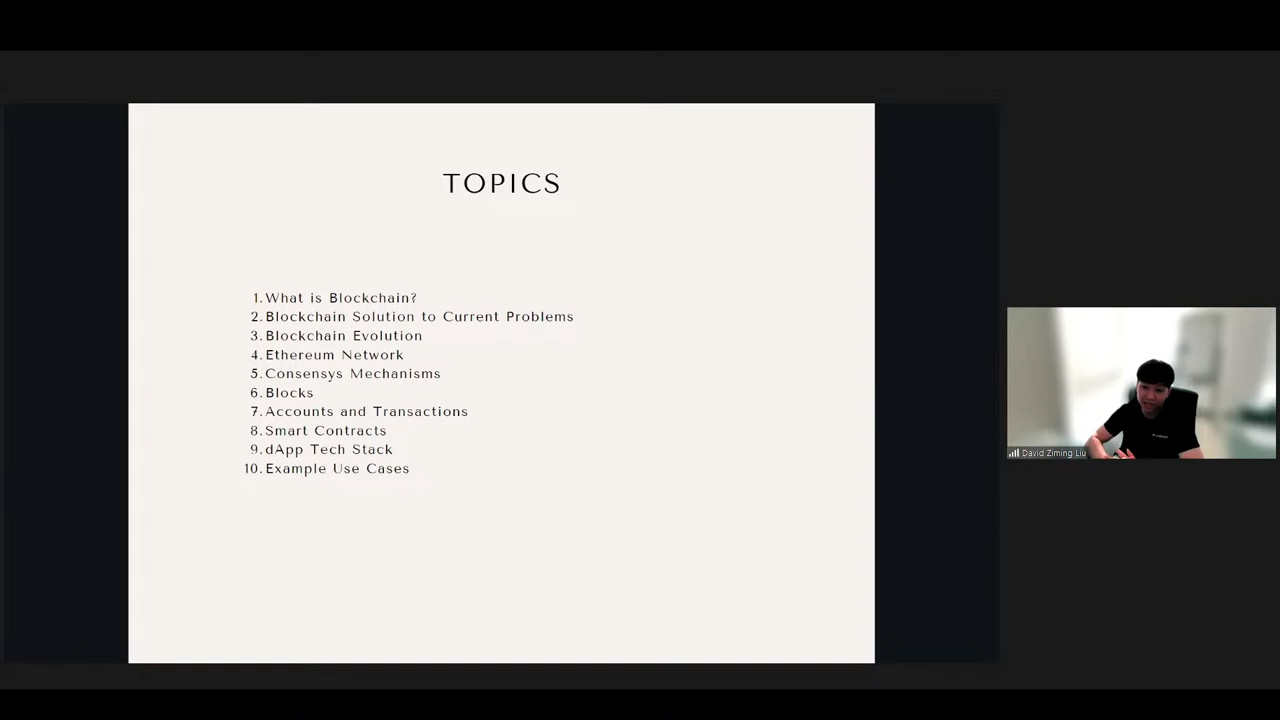 TOPICS
1. What is Blockchain?
2. Blockchain Solution to Current Problems
3. Blockchain Evolution
4. Ethereum Network
5. Consensys Mechanisms
6. Blocks
7. Accounts and Transactions
8. Smart Contracts
9. dApp Tech Stack
10. Example Use Cases
David Ziming Liu